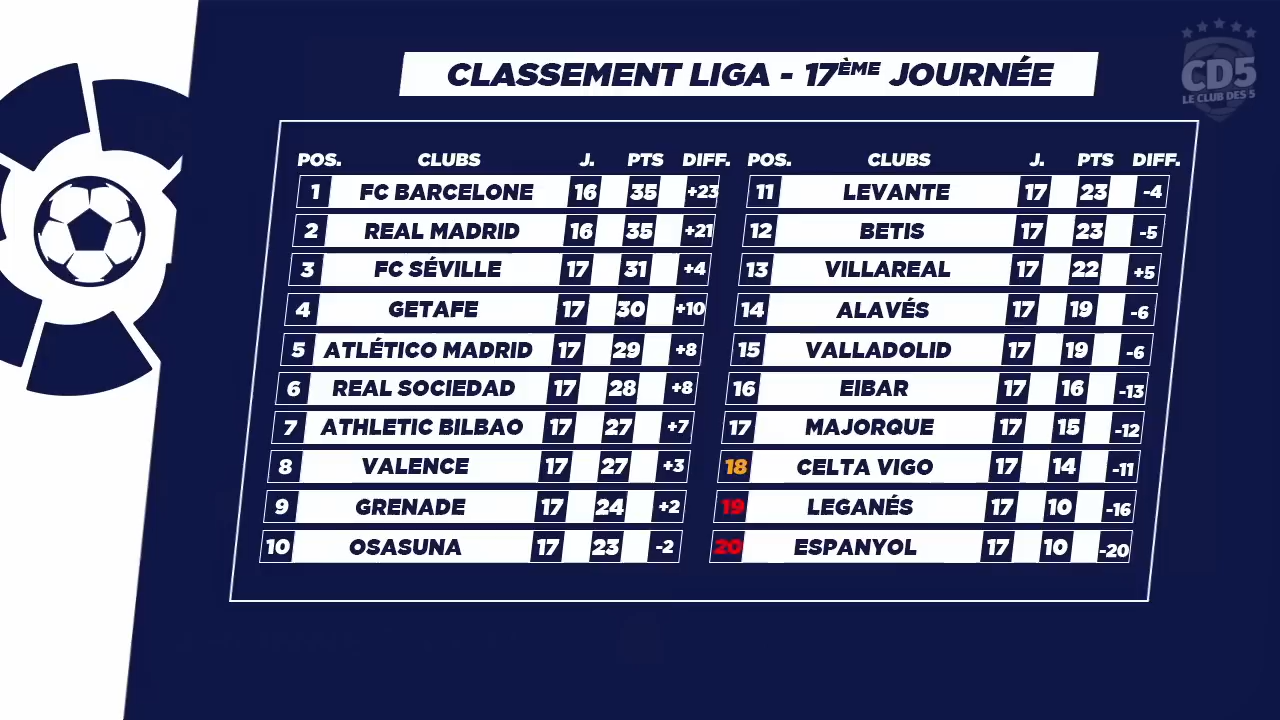 CD5
LE CLUB DES 5
CLASSEMENT LIGA - 17ÈME JOURNÉE
POS. CLUBS J. PTS DIFF.
1 FC BARCELONE 16 35 +23
2 REAL MADRID 16 35 +21
3 FC SÉVILLE 17 31 +4
4 GETAFE 17 30 +10
5 ATLÉTICO MADRID 17 29 +8
6 REAL SOCIEDAD 17 28 +8
7 ATHLETIC BILBAO 17 27 +7
8 VALENCE 17 27 +3
9 GRENADE 17 24 +2
10 OSASUNA 17 23 -2
POS. CLUBS J. PTS DIFF.
11 LEVANTE 17 23 -4
12 BETIS 17 23 -5
13 VILLAREAL 17 22 +5
14 ALAVÉS 17 19 -6
15 VALLADOLID 17 19 -6
16 EIBAR 17 16 -13
17 MAJORQUE 17 15 -12
18 CELTA VIGO 17 14 -11
19 LEGANÉS 17 10 -16
20 ESPANYOL 17 10 -20